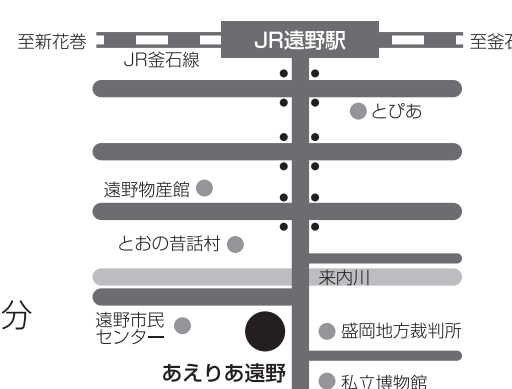 JR遠野駅
至新花巻
至釜石
JR釜石線
とぴあ
遠野物産館
とおの昔話村
来内川
分
遠野市民
センター
盛岡地方裁判所
あえりあ遠野
私立博物館